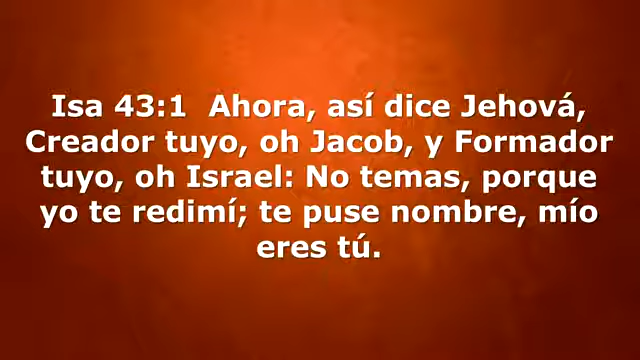 Isa 43:1  Ahora, así dice Jehová,
Creador tuyo, oh Jacob, y Formador
tuyo, oh Israel: No temas, porque
yo te redimí; te puse nombre, mío
eres tú.